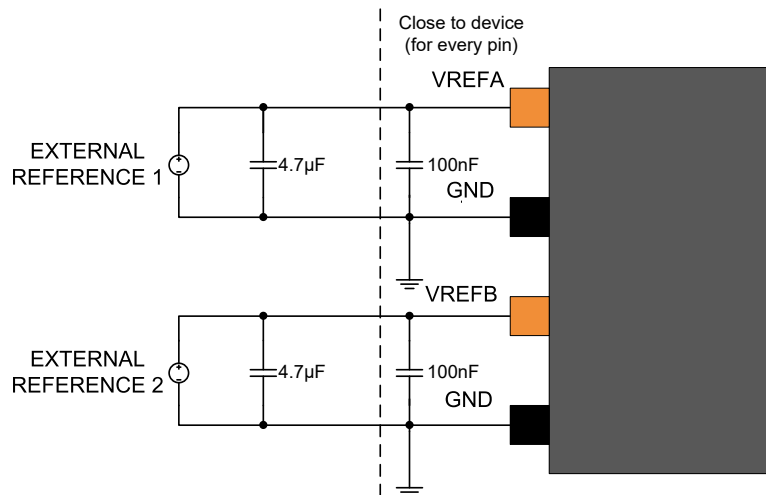 Close to device
(for every pin)
VREFA
EXTERNAL
REFERENCE 1
4.7µF
100nF
GND
VREFB
EXTERNAL
REFERENCE 2
4.7µF
100nF
GND